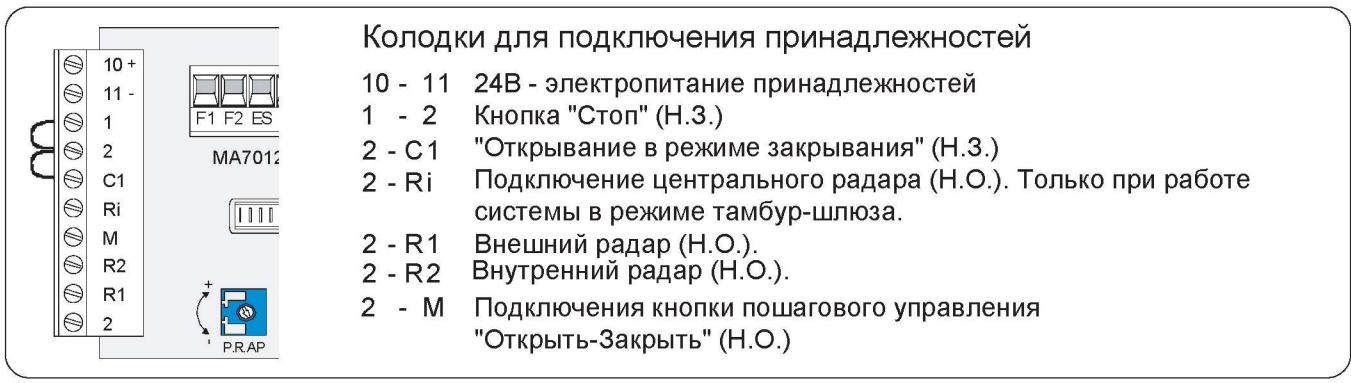 Колодки для подключения принадлежностей
10 +
11 -
1
2
C1
Ri
M
R2
R1
2
F1 F2 ES
MA7012
+
-
P.R.AP
10 - 11 24В - электропитание принадлежностей
1 - 2 Кнопка "Стоп" (Н.З.)
2 - C1 "Открывание в режиме закрывания" (Н.З.)
2 - Ri Подключение центрального радара (Н.О.). Только при работе
системы в режиме тамбур-шлюза.
2 - R1 Внешний радар (Н.О.).
2 - R2 Внутренний радар (Н.О.).
2 - M Подключения кнопки пошагового управления
"Открыть-Закрыть" (Н.О.)